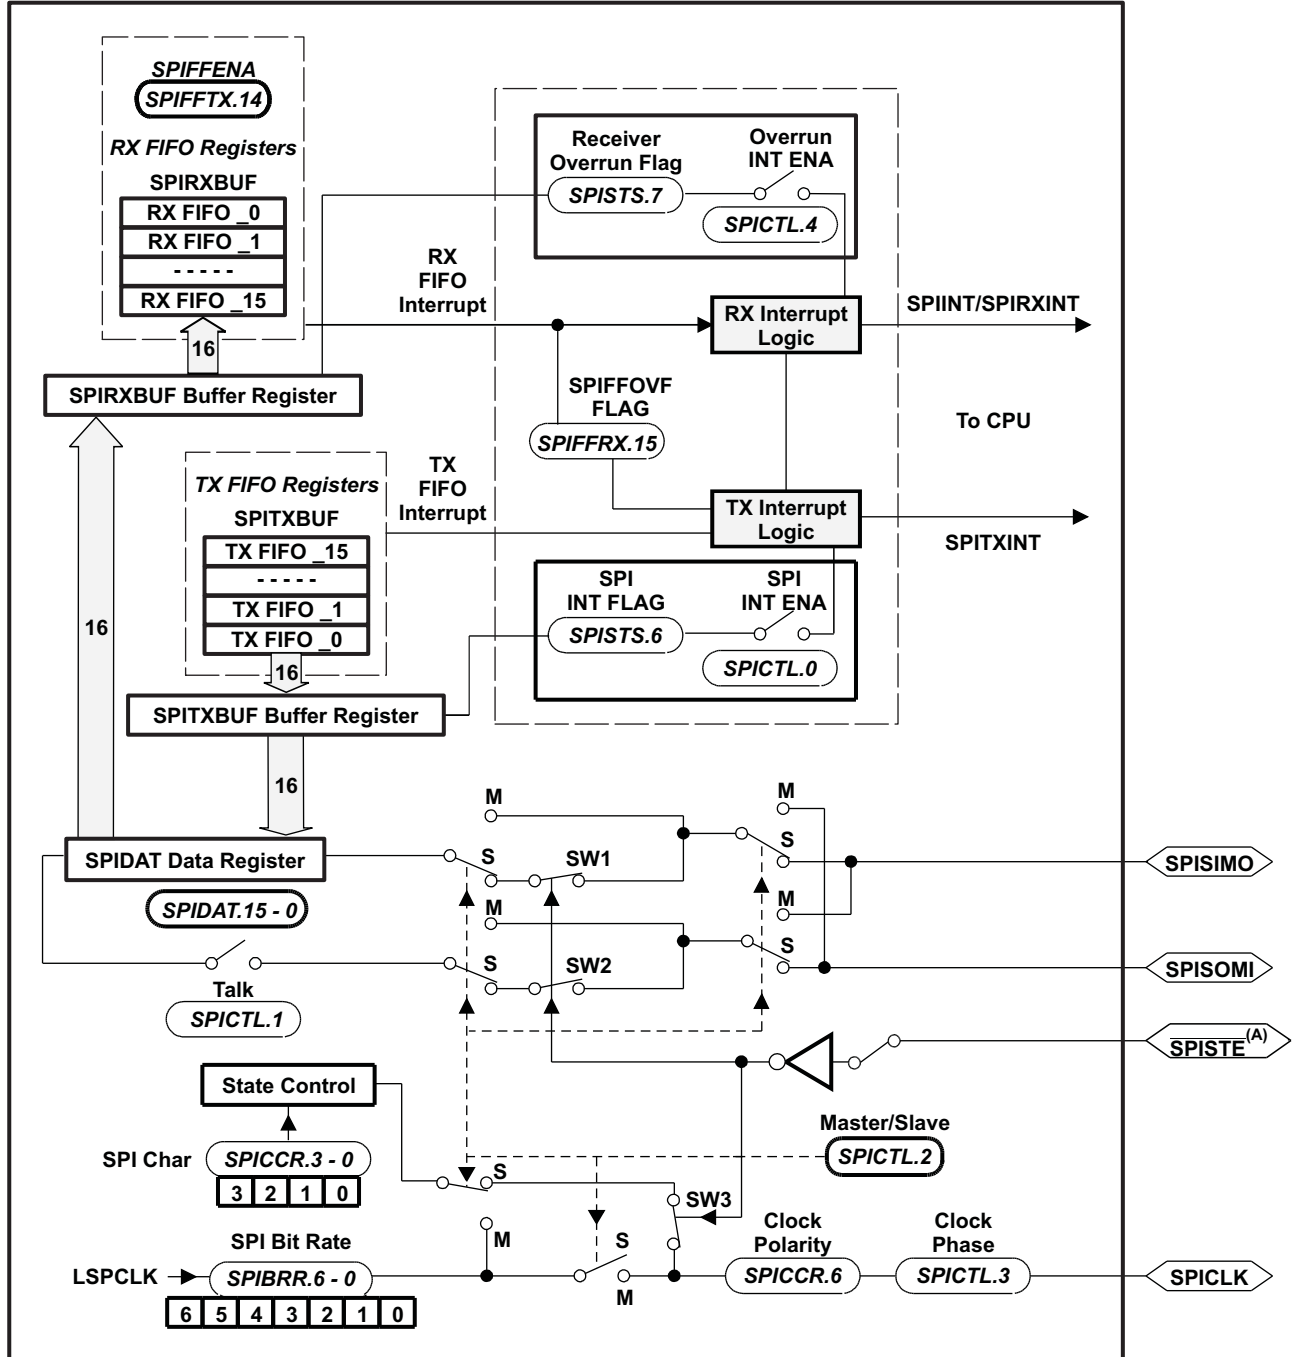 SPIFFENA
SPIFFTX.14
RX FIFO Registers
SPIRXBUF
RX FIFO _0
RX FIFO _1
- - - - -
RX FIFO _15
16
SPIRXBUF Buffer Register
RX
FIFO
Interrupt
Receiver
Overrun Flag
SPISTS.7
Overrun
INT ENA
SPICTL.4
RX Interrupt
Logic
SPIINT/SPIRXINT
SPIFFOVF
FLAG
SPIFFRX.15
To CPU
TX FIFO Registers
SPITXBUF
TX FIFO _15
- - - - -
TX FIFO _1
TX FIFO _0
16
16
SPITXBUF Buffer Register
TX
FIFO
Interrupt
TX Interrupt
Logic
SPITXINT
SPI
INT FLAG
SPISTS.6
SPI
INT ENA
SPICTL.0
16
SPIDAT Data Register
SPIDAT.15 - 0
Talk
SPICTL.1
M
S
SW1
M
S
SW2
M
S
M
S
SPISIMO
SPISOMI
SPISTE(A)
State Control
SPI Char
SPICCR.3 - 0
3 2 1 0
Master/Slave
SPICTL.2
S
M
SW3
S
M
SPI Bit Rate
LSPCLK
SPIBRR.6 - 0
6 5 4 3 2 1 0
Clock
Polarity
SPICCR.6
Clock
Phase
SPICTL.3
SPICLK